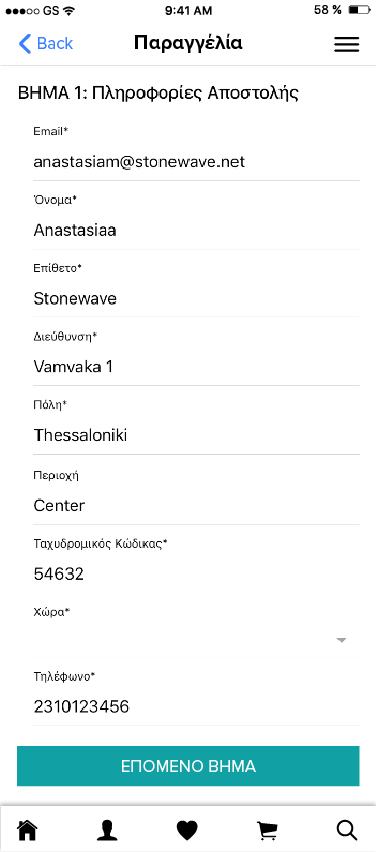 GS 9:41 AM 58 %
Back Παραγγέλία
ΒΗΜΑ 1: Πληροφορίες Αποστολής
Email*
anastasiam@stonewave.net
Όνομα*
Anastasiaa
Επίθετο*
Stonewave
Διεύθυνση*
Vamvaka 1
Πόλη*
Thessaloniki
Περιοχή
Center
Ταχυδρομικός Κώδικας*
54632
Χώρα*
Τηλέφωνο*
2310123456
ΕΠΟΜΕΝΟ ΒΗΜΑ